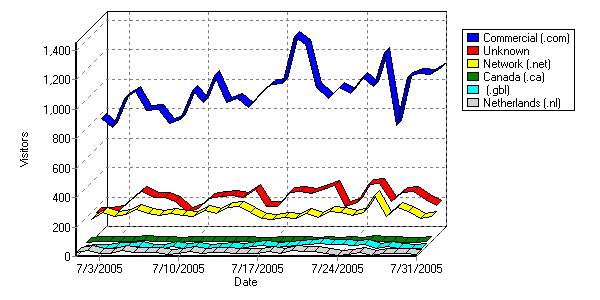 1,400
1,200
1,000
800
600
400
200
0
Visitors
7/3/2005 7/10/2005 7/17/2005 7/24/2005 7/31/2005
Date
Commercial (.com)
Unknown
Network (.net)
Canada (.ca)
(.gbl)
Netherlands (.nl)